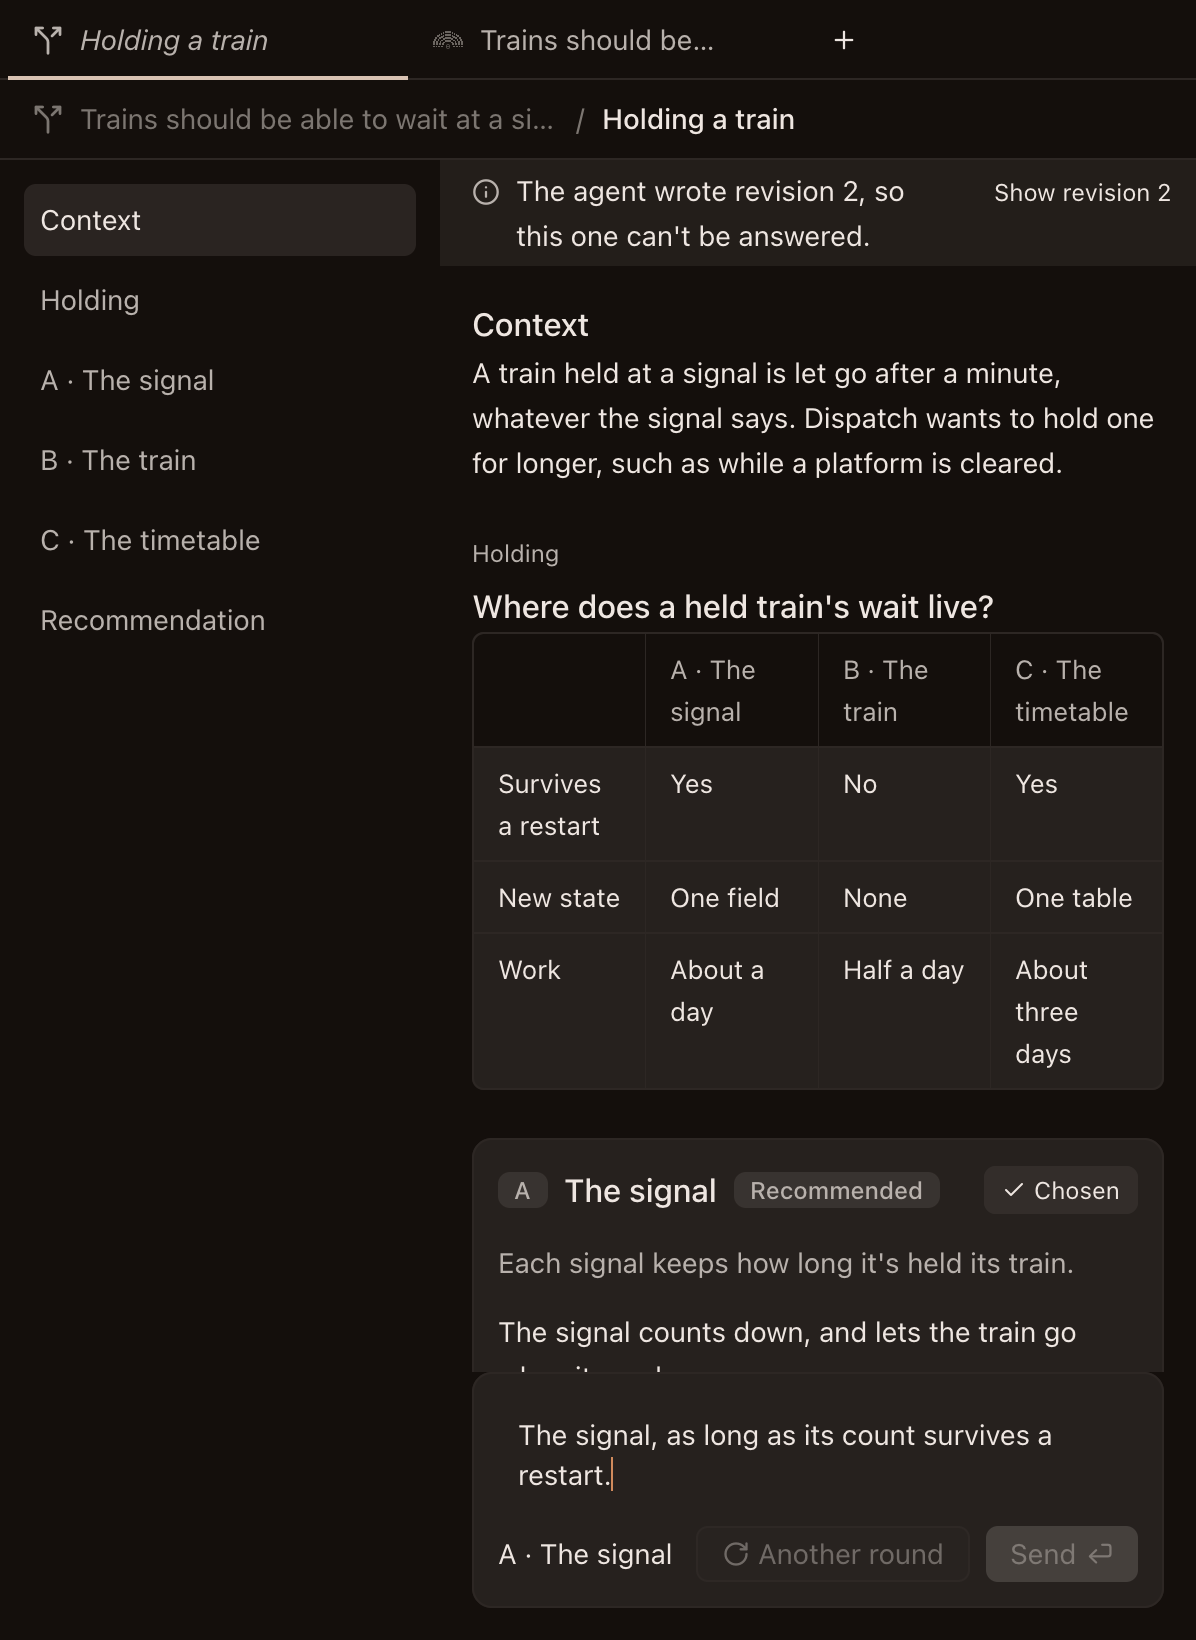 Holding a train
Trains should be...
Trains should be able to wait at a si... / Holding a train
Context
Holding
A · The signal
B · The train
C · The timetable
Recommendation
The agent wrote revision 2, so
this one can't be answered.
Show revision 2
Context
A train held at a signal is let go after a minute,
whatever the signal says. Dispatch wants to hold one
for longer, such as while a platform is cleared.
Holding
Where does a held train's wait live?
A · The signal
B · The train
C · The timetable
Survives a restart
Yes
No
Yes
New state
One field
None
One table
Work
About a day
Half a day
About three days
A
The signal
Recommended
Chosen
Each signal keeps how long it's held its train.
The signal counts down, and lets the train go
The signal, as long as its count survives a
restart.
A · The signal
Another round
Send